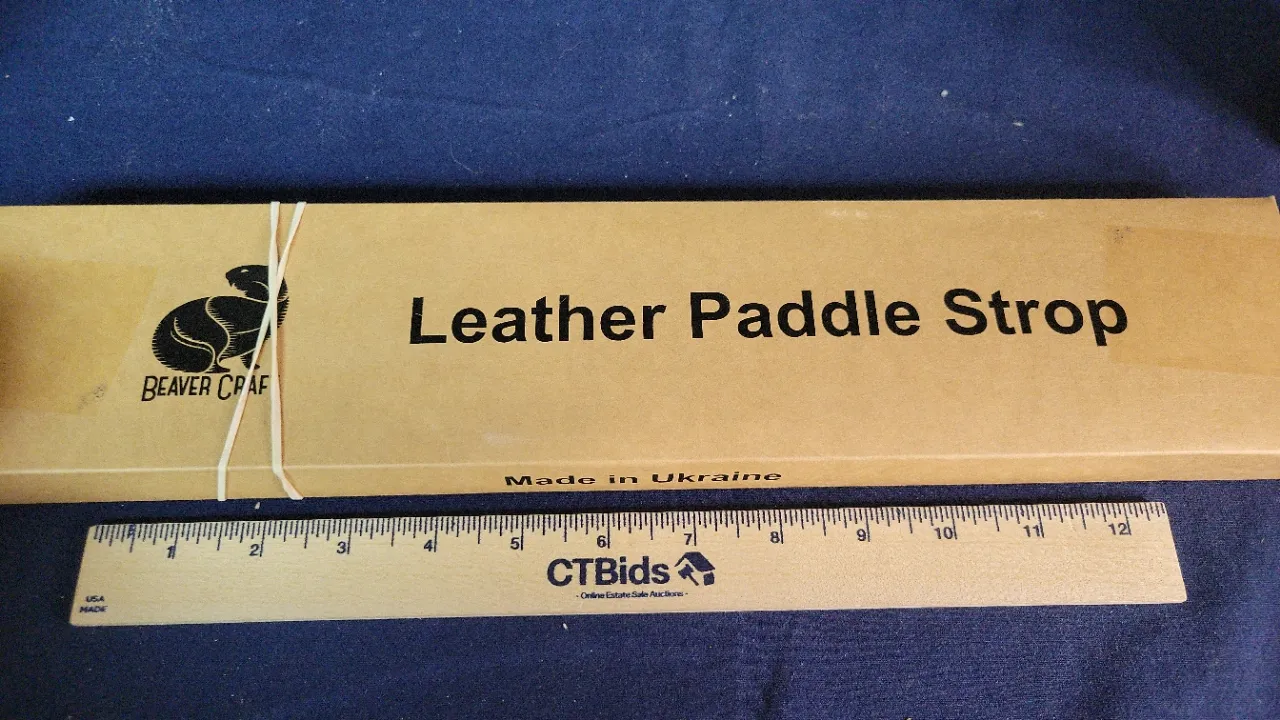 Leather Paddle Strop
BEAVER CRAF
Made in Ukraine
1 2 3 4 5 6 7 8 9 10 11 12
CTBids
- Online Estate Sale Auctions -
USA
MADE